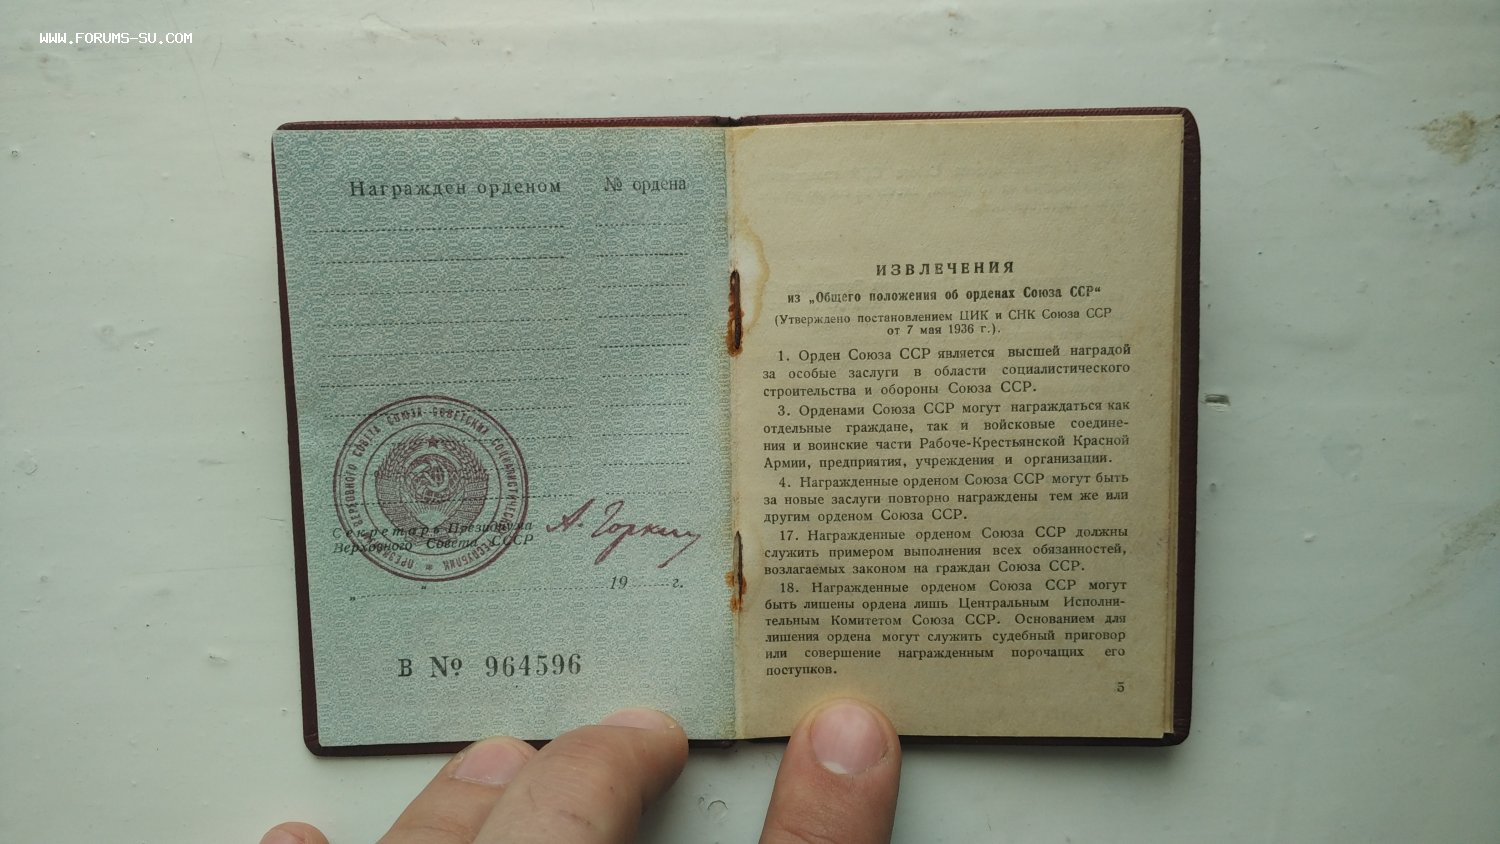 WWW.FORUMS-SU.COM
Награжден орденом № ордена
ПРЕЗИДИУМ ВЕРХОВНОГО СОВЕТА СОЮЗА СОВЕТСКИХ СОЦИАЛИСТИЧЕСКИХ РЕСПУБЛИК
Секретарь Президиума
Верховного Совета СССР
А. Горкин
„ “ 19 г.
В № 964596
ИЗВЛЕЧЕНИЯ
из „Общего положения об орденах Союза ССР“
(Утверждено постановлением ЦИК и СНК Союза ССР
от 7 мая 1936 г.).
1. Орден Союза ССР является высшей наградой
за особые заслуги в области социалистического
строительства и обороны Союза ССР.
3. Орденами Союза ССР могут награждаться как
отдельные граждане, так и войсковые соедине-
ния и воинские части Рабоче-Крестьянской Красной
Армии, предприятия, учреждения и организации.
4. Награжденные орденом Союза ССР могут быть
за новые заслуги повторно награждены тем же или
другим орденом Союза ССР.
17. Награжденные орденом Союза ССР должны
служить примером выполнения всех обязанностей,
возлагаемых законом на граждан Союза ССР.
18. Награжденные орденом Союза ССР могут
быть лишены ордена лишь Центральным Исполни-
тельным Комитетом Союза ССР. Основанием для
лишения ордена могут служить судебный приговор
или совершение награжденным порочащих его
поступков.
5